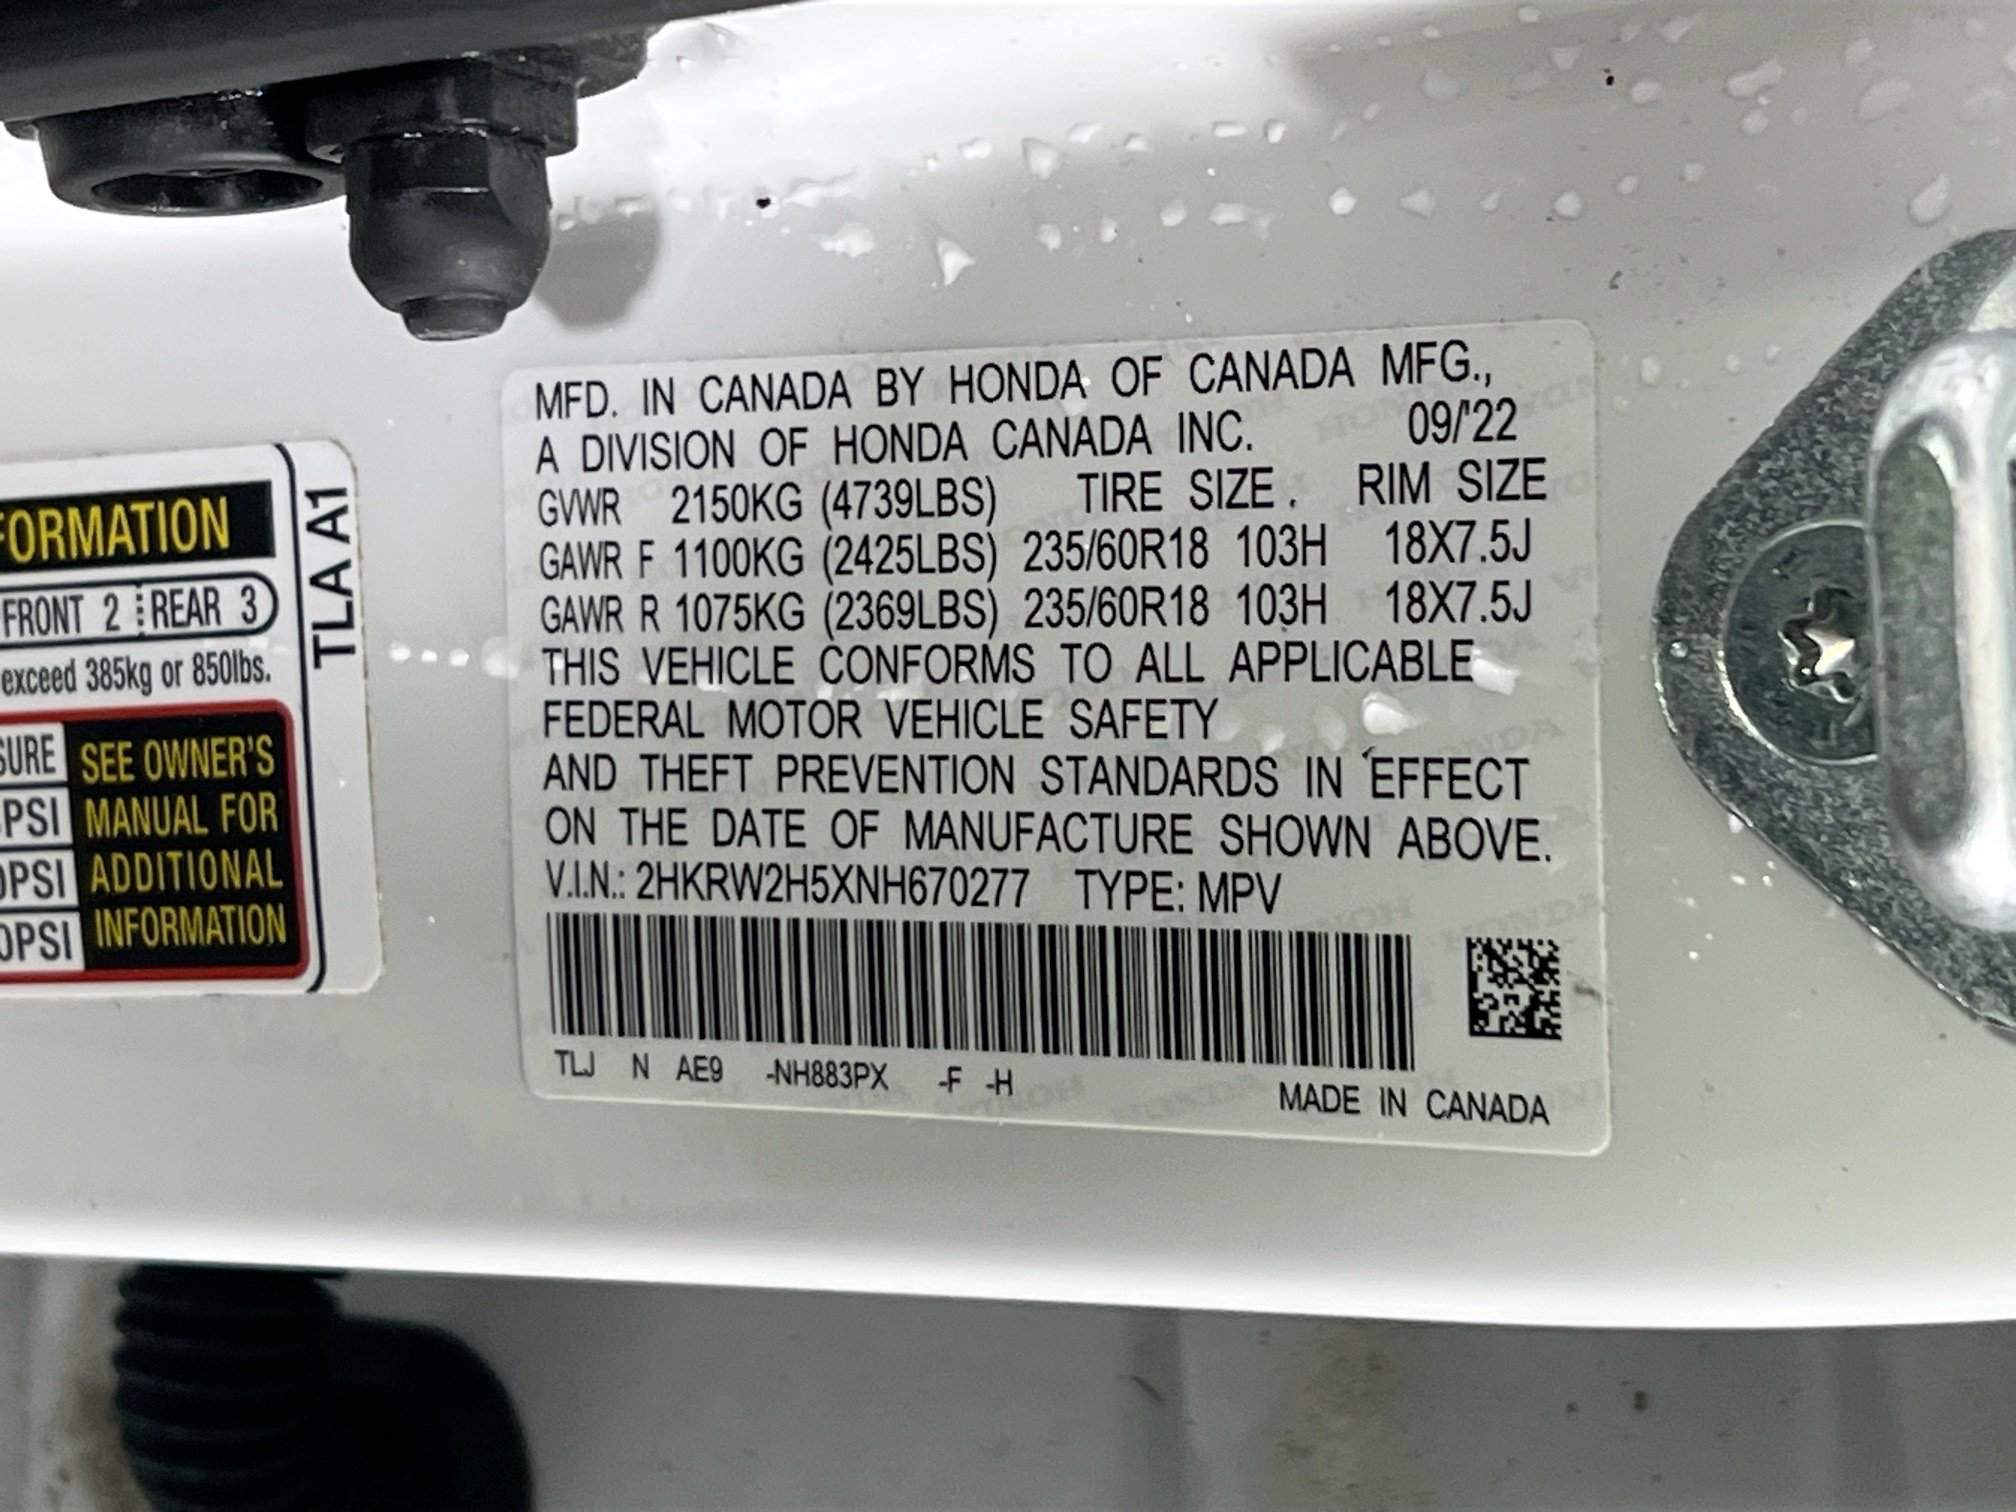 FORMATION
FRONT 2 REAR 3
exceed 385kg or 850lbs.
SURE
PSI
0PSI
0PSI
SEE OWNER'S
MANUAL FOR
ADDITIONAL
INFORMATION
TLA A1
MFD. IN CANADA BY HONDA OF CANADA MFG.,
A DIVISION OF HONDA CANADA INC. 09/'22
GVWR 2150KG (4739LBS) TIRE SIZE. RIM SIZE
GAWR F 1100KG (2425LBS) 235/60R18 103H 18X7.5J
GAWR R 1075KG (2369LBS) 235/60R18 103H 18X7.5J
THIS VEHICLE CONFORMS TO ALL APPLICABLE
FEDERAL MOTOR VEHICLE SAFETY
AND THEFT PREVENTION STANDARDS IN EFFECT
ON THE DATE OF MANUFACTURE SHOWN ABOVE.
V.I.N.: 2HKRW2H5XNH670277 TYPE: MPV
TLJ N AE9 -NH883PX -F -H
MADE IN CANADA